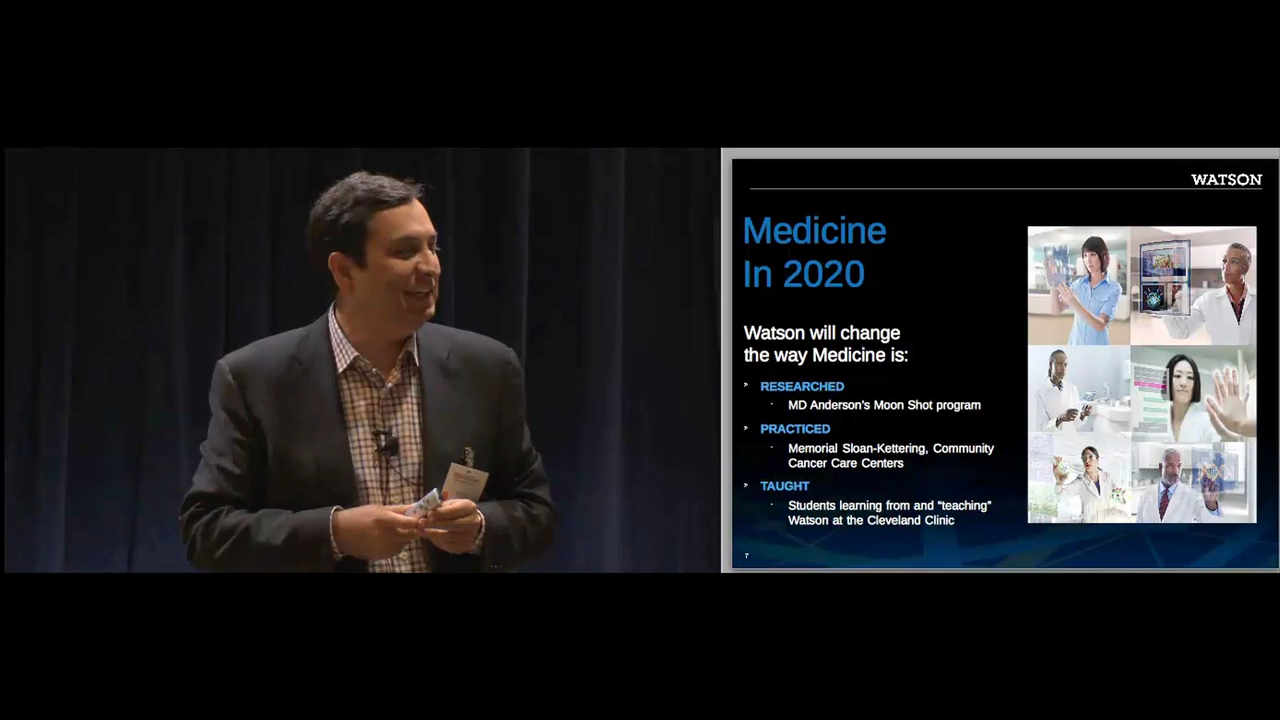 WATSON
Medicine
In 2020
Watson will change
the way Medicine is:
RESEARCHED
MD Anderson's Moon Shot program
PRACTICED
Memorial Sloan-Kettering, Community
Cancer Care Centers
TAUGHT
Students learning from and “teaching”
Watson at the Cleveland Clinic
7